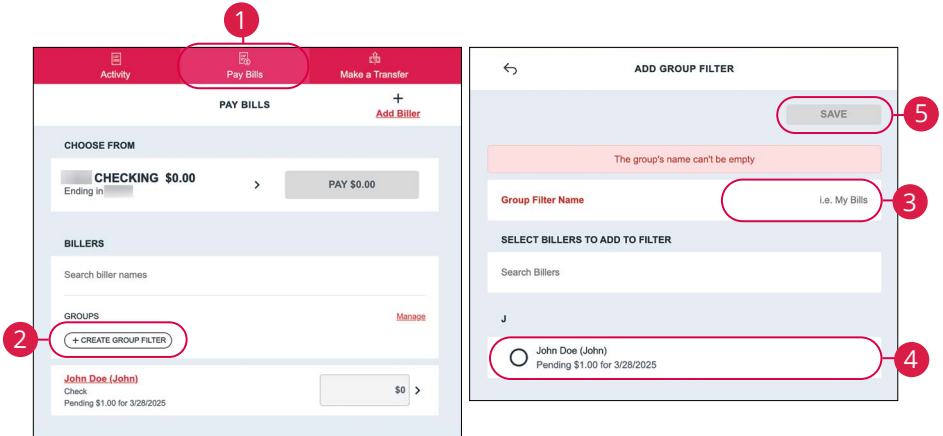 1
Activity
Pay Bills
Make a Transfer
PAY BILLS
+
Add Biller
CHOOSE FROM
CHECKING $0.00
Ending in
PAY $0.00
BILLERS
Search biller names
GROUPS
Manage
2
+ CREATE GROUP FILTER
John Doe (John)
Check
Pending $1.00 for 3/28/2025
$0
ADD GROUP FILTER
SAVE
5
The group's name can't be empty
Group Filter Name
i.e. My Bills
3
SELECT BILLERS TO ADD TO FILTER
Search Billers
J
John Doe (John)
Pending $1.00 for 3/28/2025
4